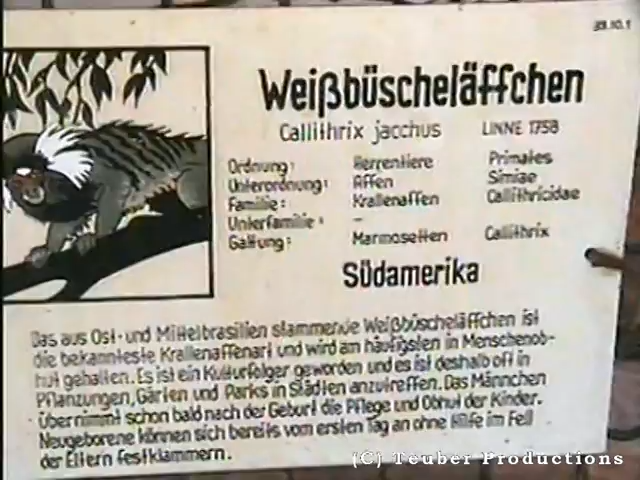 Weißbüscheläffchen
Callithrix jacchus LINNE 1758
Ordnung: Herrentiere Primates
Unterordnung: Affen Simiae
Familie: Krallenaffen Callithricidae
Unterfamilie: –
Gattung: Marmosetten Callithrix
Südamerika
Das aus Ost- und Mittelbrasilien stammende Weißbüscheläffchen ist
die bekannteste Krallenaffenart und wird am häufigsten in Menschenob-
hut gehalten. Es ist ein Kulturfolger geworden und es ist deshalb oft in
Pflanzungen, Gärten und Parks in Städten anzutreffen. Das Männchen
übernimmt schon bald nach der Geburt die Pflege und Obhut der Kinder.
Neugeborene können sich bereits vom ersten Tag an ohne Hilfe im Fell
der Eltern festklammern.
(C) Teuber Productions